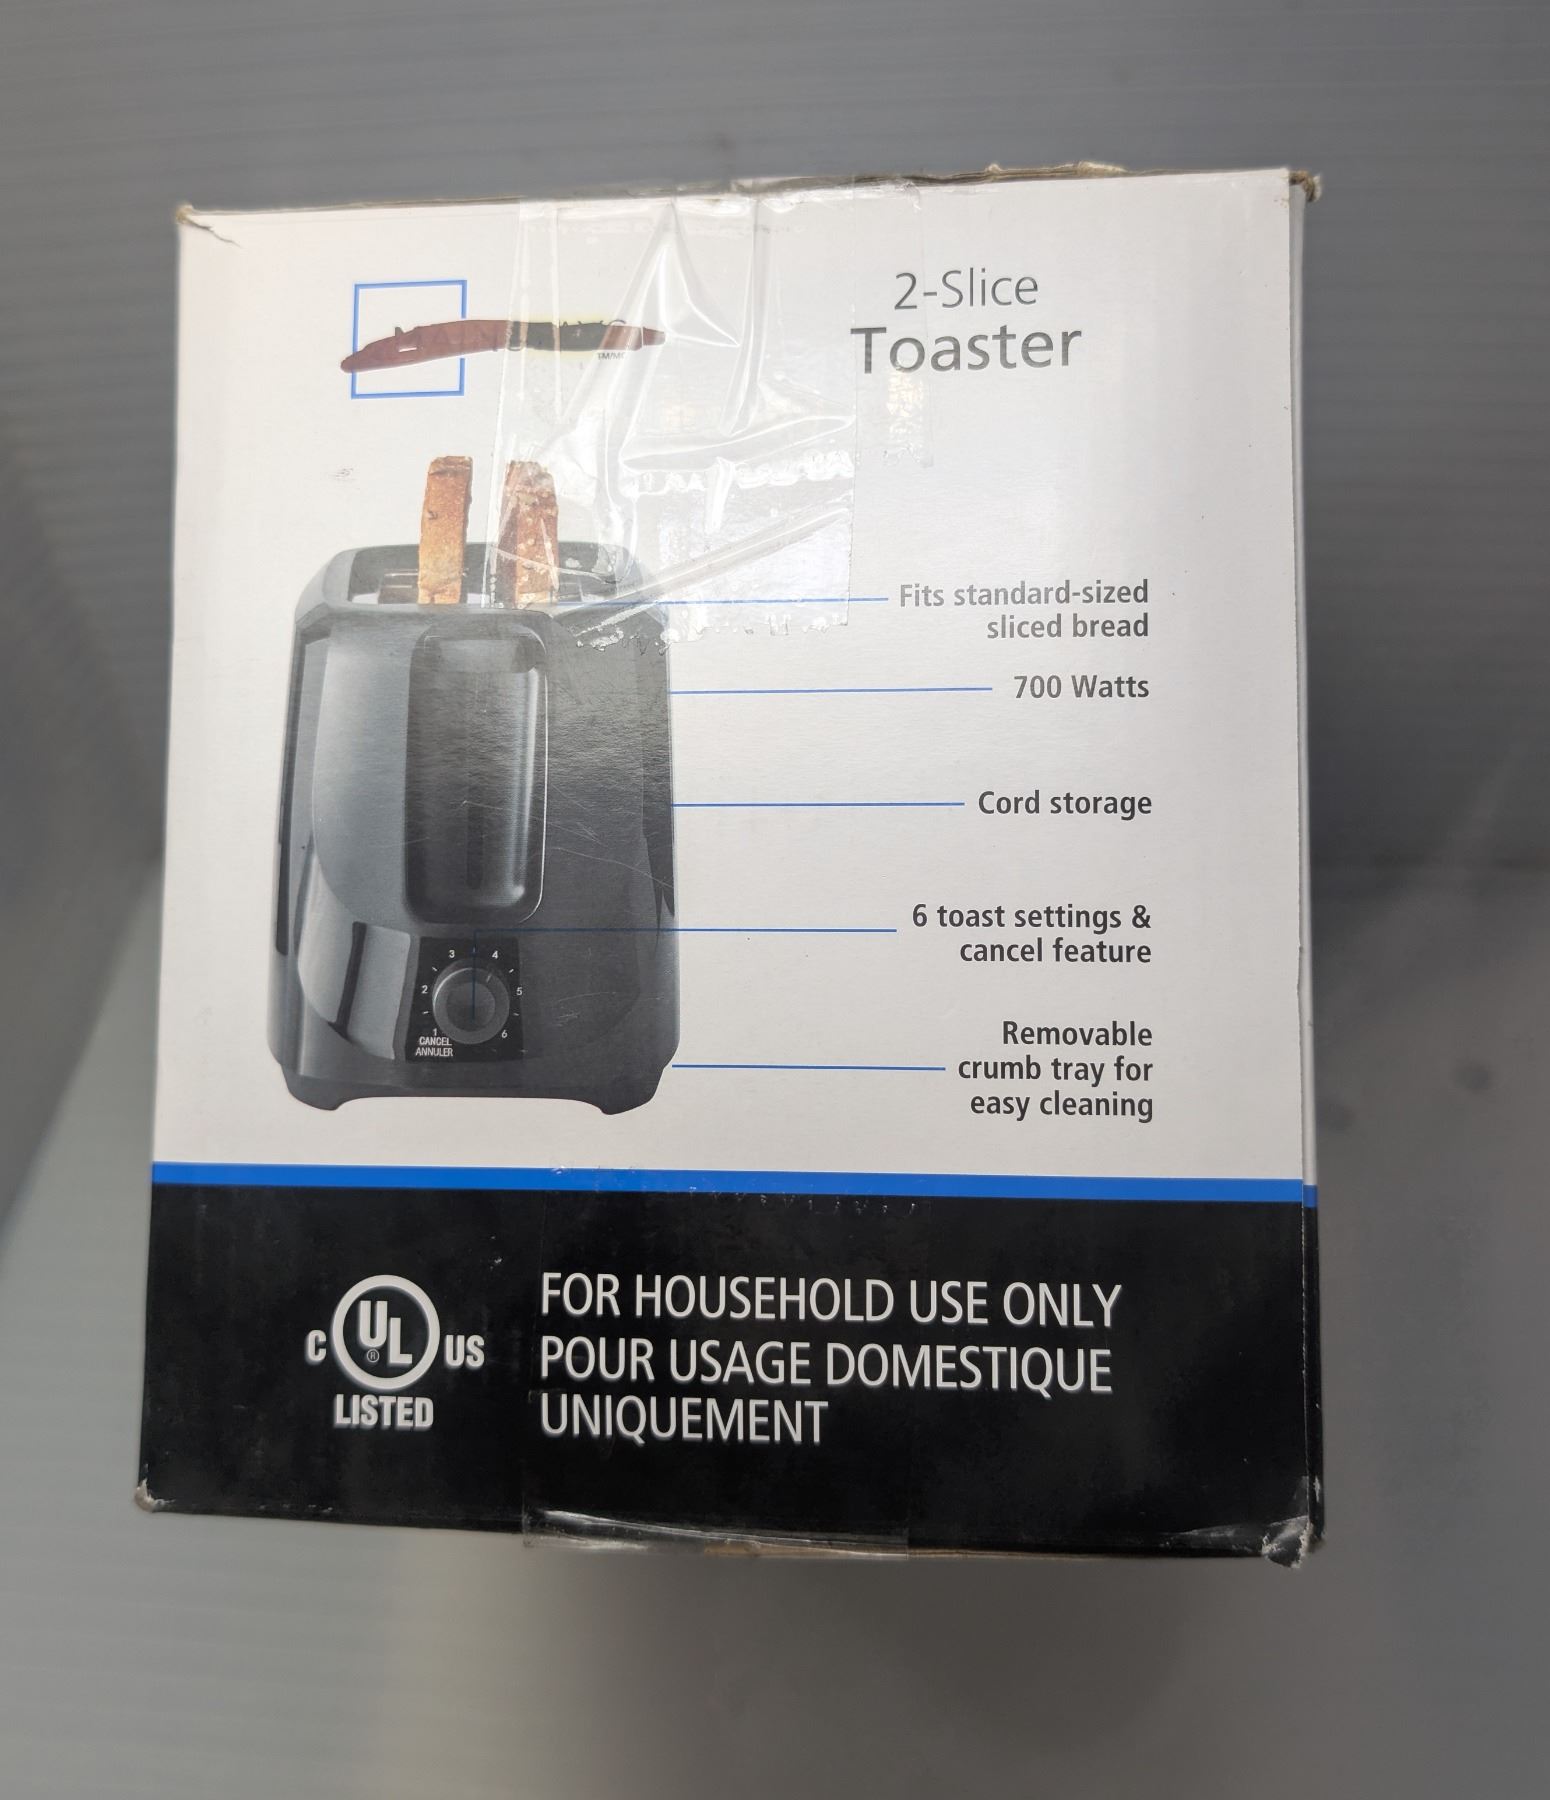 TM/MC
2-Slice
Toaster
Fits standard-sized
sliced bread
700 Watts
Cord storage
6 toast settings &
cancel feature
Removable
crumb tray for
easy cleaning
1 2 3 4 5 6
CANCEL
ANNULER
C UL® US
LISTED
FOR HOUSEHOLD USE ONLY
POUR USAGE DOMESTIQUE
UNIQUEMENT